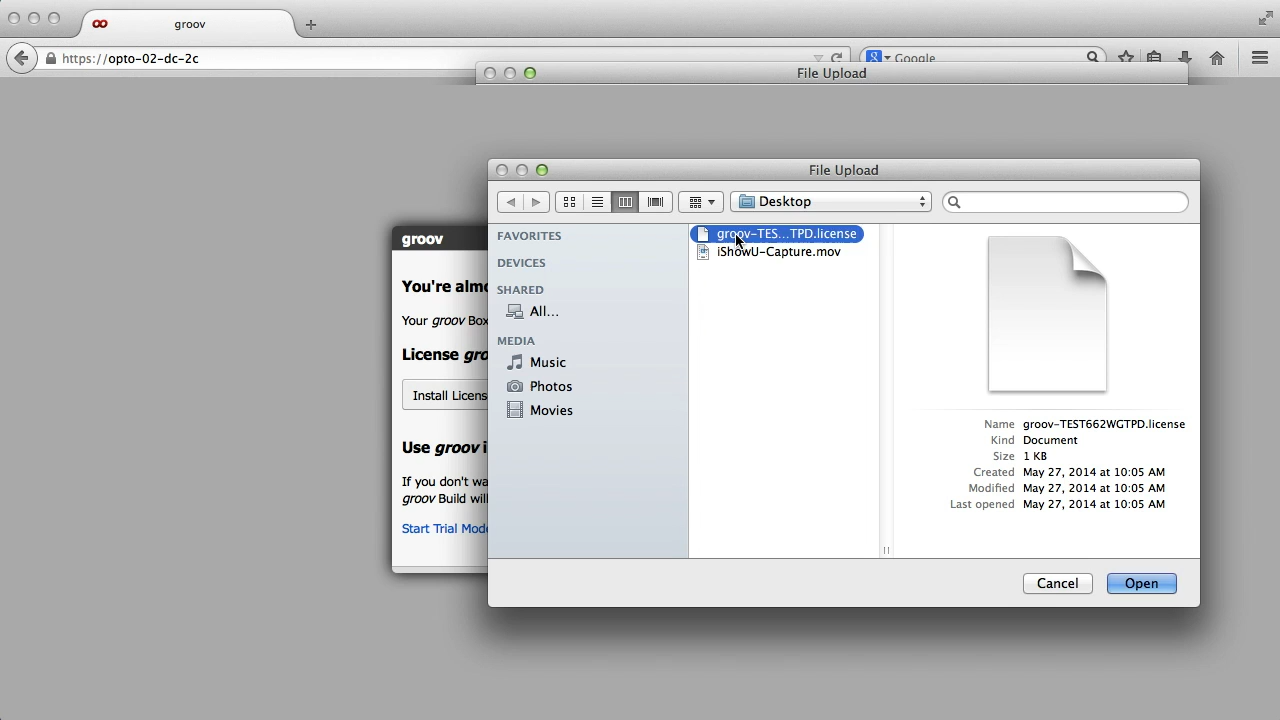 groov
https://opto-02-dc-2c
Google
File Upload
File Upload
Desktop
FAVORITES
DEVICES
SHARED
All...
MEDIA
Music
Photos
Movies
groov-TES...TPD.license
iShowU-Capture.mov
Name groov-TEST662WGTPD.license
Kind Document
Size 1 KB
Created May 27, 2014 at 10:05 AM
Modified May 27, 2014 at 10:05 AM
Last opened May 27, 2014 at 10:05 AM
Cancel
Open
groov
You're almo
Your groov Box
License gro
Install Licens
Use groov i
If you don't wa
groov Build will
Start Trial Mode